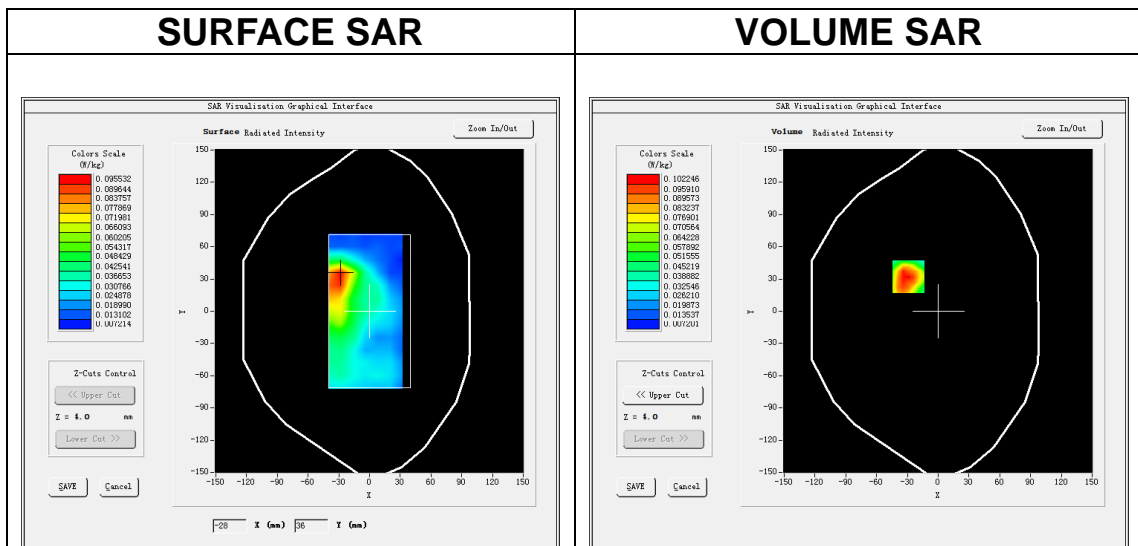 SURFACE SAR
VOLUME SAR
SAR Visualisation Graphical Interface
Surface Radiated Intensity
Zoom In/Out
Colors Scale
(W/kg)
0.095532
0.089644
0.083757
0.077869
0.071981
0.066093
0.060205
0.054317
0.048429
0.042541
0.036653
0.030766
0.024878
0.018990
0.013102
0.007214
150
120
90
60
30
0
-30
-60
-90
-120
-150
Y
-150 -120 -90 -60 -30 0 30 60 90 120 150
X
Z-Cuts Control
<< Upper Cut
Z = 4.0 mm
Lower Cut >>
SAVE Cancel
-28 X (mm) 36 Y (mm)
SAR Visualisation Graphical Interface
Volume Radiated Intensity
Zoom In/Out
Colors Scale
(W/kg)
0.102246
0.095910
0.089573
0.083237
0.076901
0.070564
0.064228
0.057892
0.051555
0.045219
0.038882
0.032546
0.026210
0.019873
0.013537
0.007201
150
120
90
60
30
0
-30
-60
-90
-120
-150
Y
-150 -120 -90 -60 -30 0 30 60 90 120 150
X
Z-Cuts Control
<< Upper Cut
Z = 4.0 mm
Lower Cut >>
SAVE Cancel